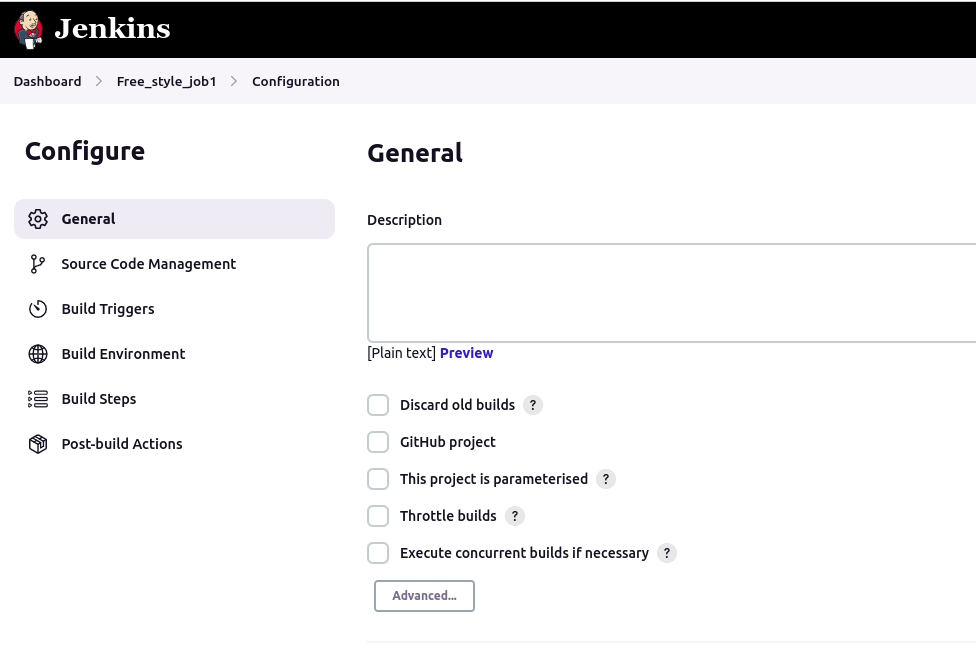 Jenkins
Dashboard > Free_style_job1 > Configuration
Configure
General
Source Code Management
Build Triggers
Build Environment
Build Steps
Post-build Actions
General
Description
[Plain text] Preview
Discard old builds ?
GitHub project
This project is parameterised ?
Throttle builds ?
Execute concurrent builds if necessary ?
Advanced...